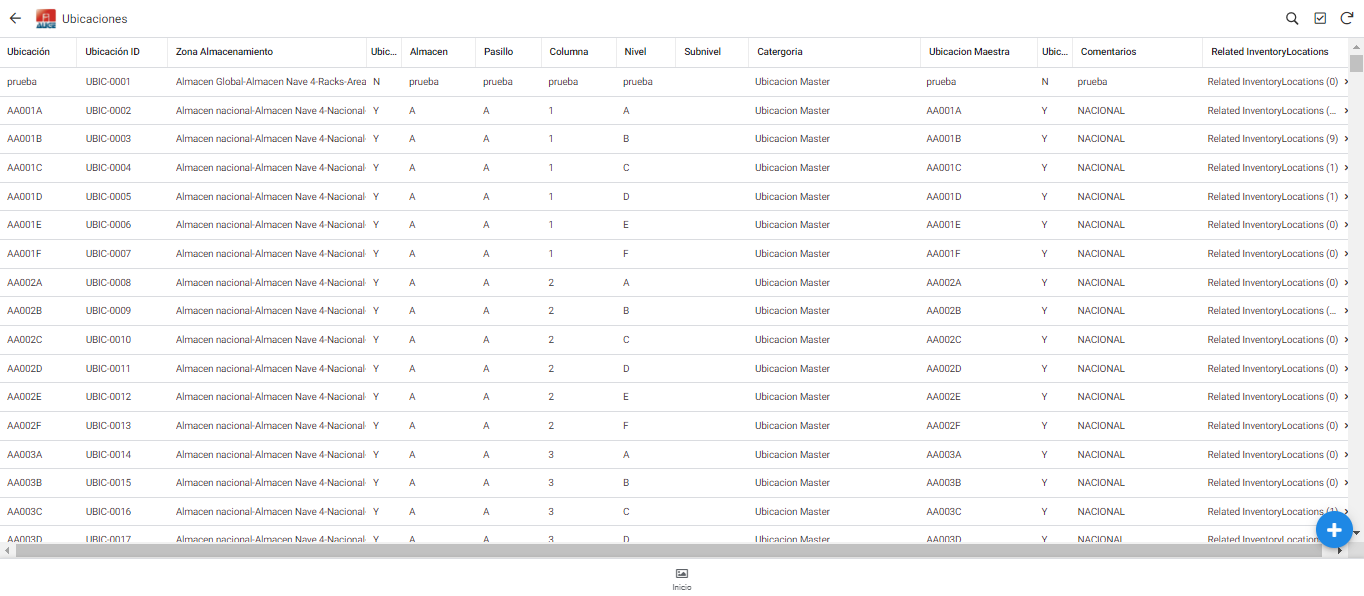 Ubicaciones
Ubicación Ubicación ID Zona Almacenamiento Ubic... Almacen Pasillo Columna Nivel Subnivel Catergoria Ubicacion Maestra Ubic... Comentarios Related InventoryLocations
prueba UBIC-0001 Almacen Global-Almacen Nave 4-Racks-Area N prueba prueba prueba prueba Ubicacion Master prueba N prueba Related InventoryLocations (0)
AA001A UBIC-0002 Almacen nacional-Almacen Nave 4-Nacional- Y A A 1 A Ubicacion Master AA001A Y NACIONAL Related InventoryLocations (...
AA001B UBIC-0003 Almacen nacional-Almacen Nave 4-Nacional- Y A A 1 B Ubicacion Master AA001B Y NACIONAL Related InventoryLocations (9)
AA001C UBIC-0004 Almacen nacional-Almacen Nave 4-Nacional- Y A A 1 C Ubicacion Master AA001C Y NACIONAL Related InventoryLocations (1)
AA001D UBIC-0005 Almacen nacional-Almacen Nave 4-Nacional- Y A A 1 D Ubicacion Master AA001D Y NACIONAL Related InventoryLocations (1)
AA001E UBIC-0006 Almacen nacional-Almacen Nave 4-Nacional- Y A A 1 E Ubicacion Master AA001E Y NACIONAL Related InventoryLocations (0)
AA001F UBIC-0007 Almacen nacional-Almacen Nave 4-Nacional- Y A A 1 F Ubicacion Master AA001F Y NACIONAL Related InventoryLocations (0)
AA002A UBIC-0008 Almacen nacional-Almacen Nave 4-Nacional- Y A A 2 A Ubicacion Master AA002A Y NACIONAL Related InventoryLocations (0)
AA002B UBIC-0009 Almacen nacional-Almacen Nave 4-Nacional- Y A A 2 B Ubicacion Master AA002B Y NACIONAL Related InventoryLocations (...
AA002C UBIC-0010 Almacen nacional-Almacen Nave 4-Nacional- Y A A 2 C Ubicacion Master AA002C Y NACIONAL Related InventoryLocations (0)
AA002D UBIC-0011 Almacen nacional-Almacen Nave 4-Nacional- Y A A 2 D Ubicacion Master AA002D Y NACIONAL Related InventoryLocations (0)
AA002E UBIC-0012 Almacen nacional-Almacen Nave 4-Nacional- Y A A 2 E Ubicacion Master AA002E Y NACIONAL Related InventoryLocations (0)
AA002F UBIC-0013 Almacen nacional-Almacen Nave 4-Nacional- Y A A 2 F Ubicacion Master AA002F Y NACIONAL Related InventoryLocations (0)
AA003A UBIC-0014 Almacen nacional-Almacen Nave 4-Nacional- Y A A 3 A Ubicacion Master AA003A Y NACIONAL Related InventoryLocations (0)
AA003B UBIC-0015 Almacen nacional-Almacen Nave 4-Nacional- Y A A 3 B Ubicacion Master AA003B Y NACIONAL Related InventoryLocations (0)
AA003C UBIC-0016 Almacen nacional-Almacen Nave 4-Nacional- Y A A 3 C Ubicacion Master AA003C Y NACIONAL Related InventoryLocations (1)
AA003D UBIC-0017 Almacen nacional-Almacen Nave 4-Nacional- Y A A 3 D Ubicacion Master AA003D Y NACIONAL Related InventoryLocations
Inicio